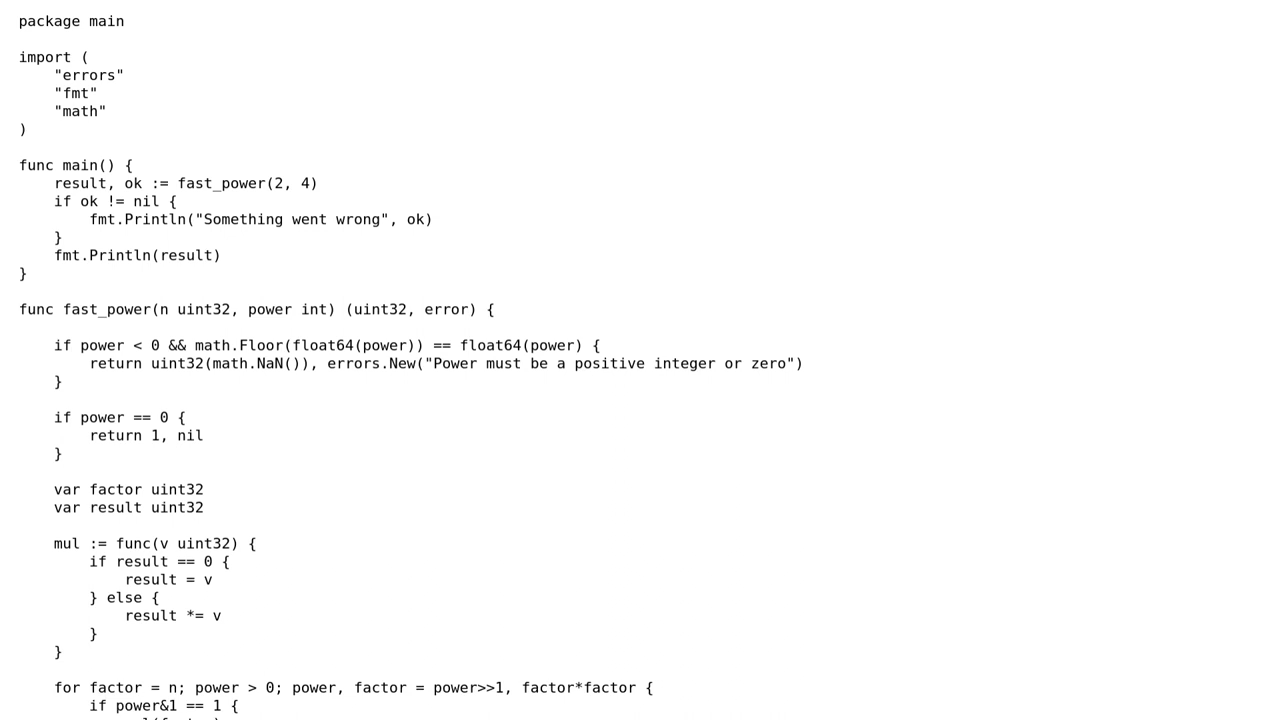 package main

import (
    "errors"
    "fmt"
    "math"
)

func main() {
    result, ok := fast_power(2, 4)
    if ok != nil {
        fmt.Println("Something went wrong", ok)
    }
    fmt.Println(result)
}

func fast_power(n uint32, power int) (uint32, error) {

    if power < 0 && math.Floor(float64(power)) == float64(power) {
        return uint32(math.NaN()), errors.New("Power must be a positive integer or zero")
    }

    if power == 0 {
        return 1, nil
    }

    var factor uint32
    var result uint32

    mul := func(v uint32) {
        if result == 0 {
            result = v
        } else {
            result *= v
        }
    }

    for factor = n; power > 0; power, factor = power>>1, factor*factor {
        if power&1 == 1 {